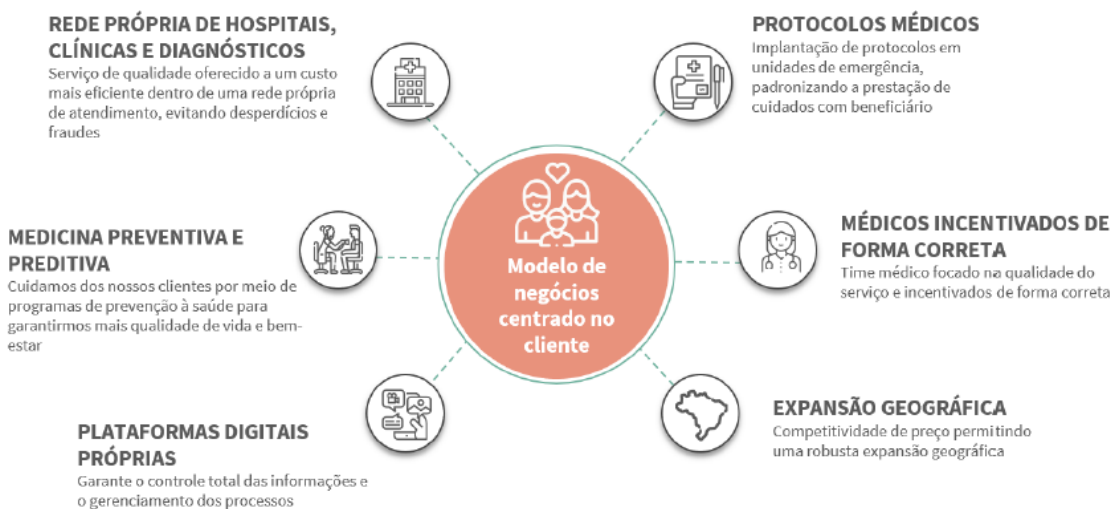 REDE PRÓPRIA DE HOSPITAIS,
CLÍNICAS E DIAGNÓSTICOS
Serviço de qualidade oferecido a um custo
mais eficiente dentro de uma rede própria
de atendimento, evitando desperdícios e
fraudes
PROTOCOLOS MÉDICOS
Implantação de protocolos em
unidades de emergência,
padronizando a prestação de
cuidados com beneficiário
MEDICINA PREVENTIVA E
PREDITIVA
Cuidamos dos nossos clientes por meio de
programas de prevenção à saúde para
garantirmos mais qualidade de vida e bem-
estar
Modelo de
negócios
centrado no
cliente
MÉDICOS INCENTIVADOS DE
FORMA CORRETA
Time médico focado na qualidade do
serviço e incentivados de forma correta
PLATAFORMAS DIGITAIS
PRÓPRIAS
Garante o controle total das informações e
o gerenciamento dos processos
EXPANSÃO GEOGRÁFICA
Competitividade de preço permitindo
uma robusta expansão geográfica